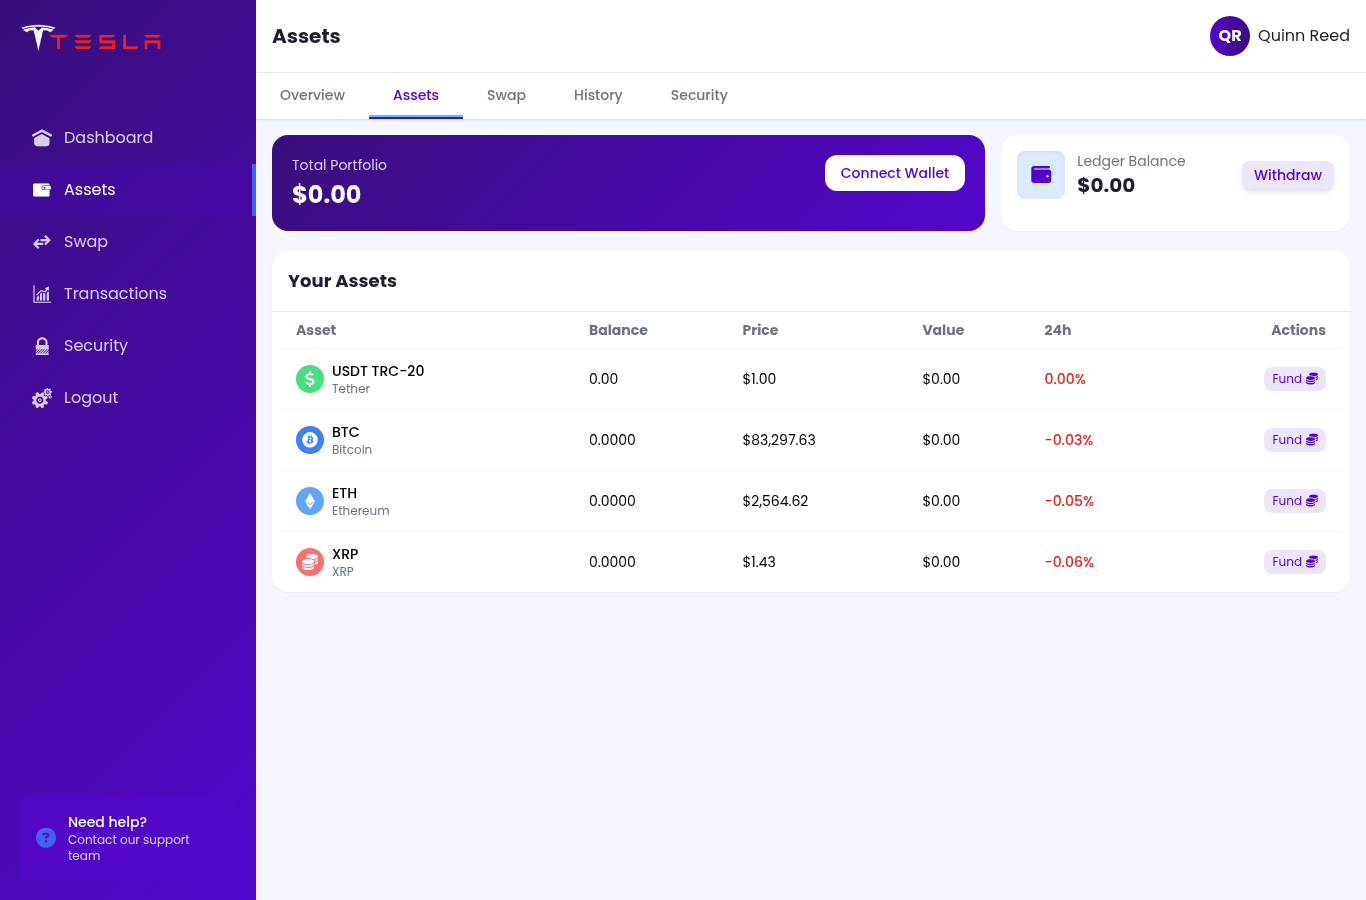 TESLA
Dashboard
Assets
Swap
Transactions
Security
Logout
Need help?
Contact our support
team
Assets
QR Quinn Reed
Overview Assets Swap History Security
Total Portfolio
$0.00
Connect Wallet
Ledger Balance
$0.00
Withdraw
Your Assets
Asset Balance Price Value 24h Actions
USDT TRC-20
Tether
0.00 $1.00 $0.00 0.00% Fund
BTC
Bitcoin
0.0000 $83,297.63 $0.00 -0.03% Fund
ETH
Ethereum
0.0000 $2,564.62 $0.00 -0.05% Fund
XRP
XRP
0.0000 $1.43 $0.00 -0.06% Fund